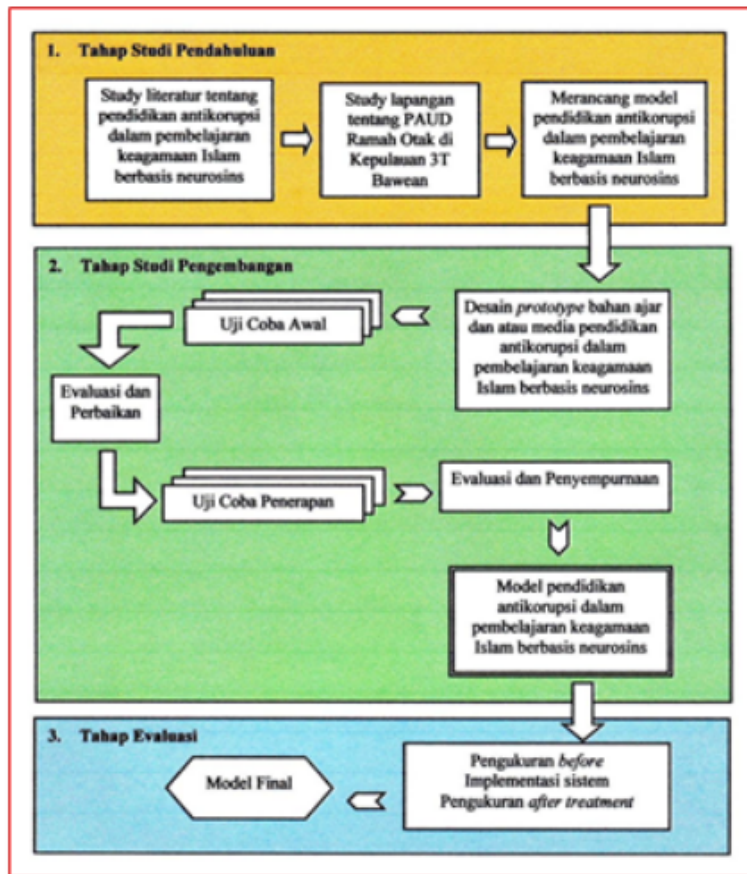 1. Tahap Studi Pendahuluan
Study literatur tentang
pendidikan antikorupsi
dalam pembelajaran
keagamaan Islam
berbasis neurosins
Study lapangan
tentang PAUD
Ramah Otak di
Kepulauan 3T
Bawean
Merancang model
pendidikan antikorupsi
dalam pembelajaran
keagamaan Islam
berbasis neurosins
2. Tahap Studi Pengembangan
Uji Coba Awal
Desain prototype bahan ajar
dan atau media pendidikan
antikorupsi dalam
pembelajaran keagamaan
Islam berbasis neurosins
Evaluasi dan
Perbaikan
Uji Coba Penerapan
Evaluasi dan Penyempurnaan
Model pendidikan
antikorupsi dalam
pembelajaran keagamaan
Islam berbasis neurosins
3. Tahap Evaluasi
Model Final
Pengukuran before
Implementasi sistem
Pengukuran after treatment